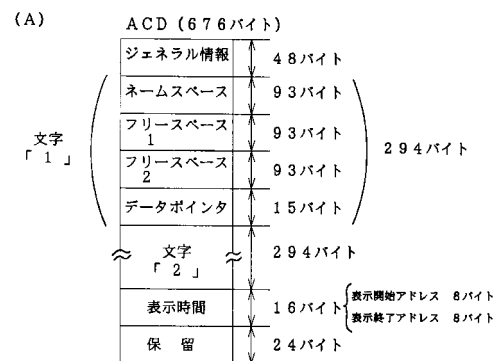 (A)
ACD(676バイト)
ジェネラル情報 48バイト
ネームスペース 93バイト
フリースペース 1 93バイト
フリースペース 2 93バイト
データポインタ 15バイト
文字「1」
294バイト
文字「2」 294バイト
表示時間 16バイト
表示開始アドレス 8バイト
表示終了アドレス 8バイト
保留 24バイト